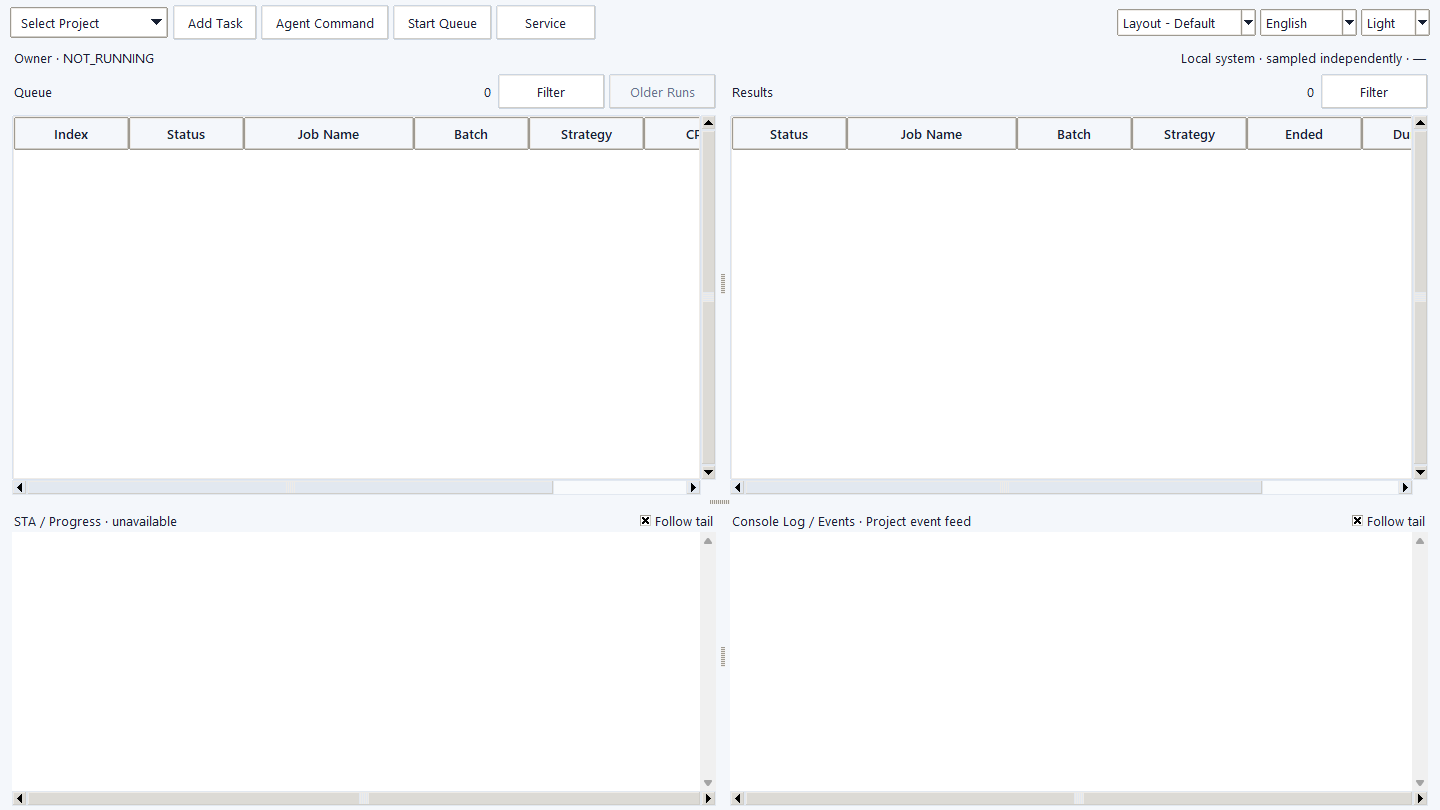 Select Project Add Task Agent Command Start Queue Service Layout - Default English Light
Owner · NOT_RUNNING Local system · sampled independently · —
Queue 0 Filter Older Runs Results 0 Filter
Index Status Job Name Batch Strategy Status Job Name Batch Strategy Ended
STA / Progress · unavailable Follow tail Console Log / Events · Project event feed Follow tail